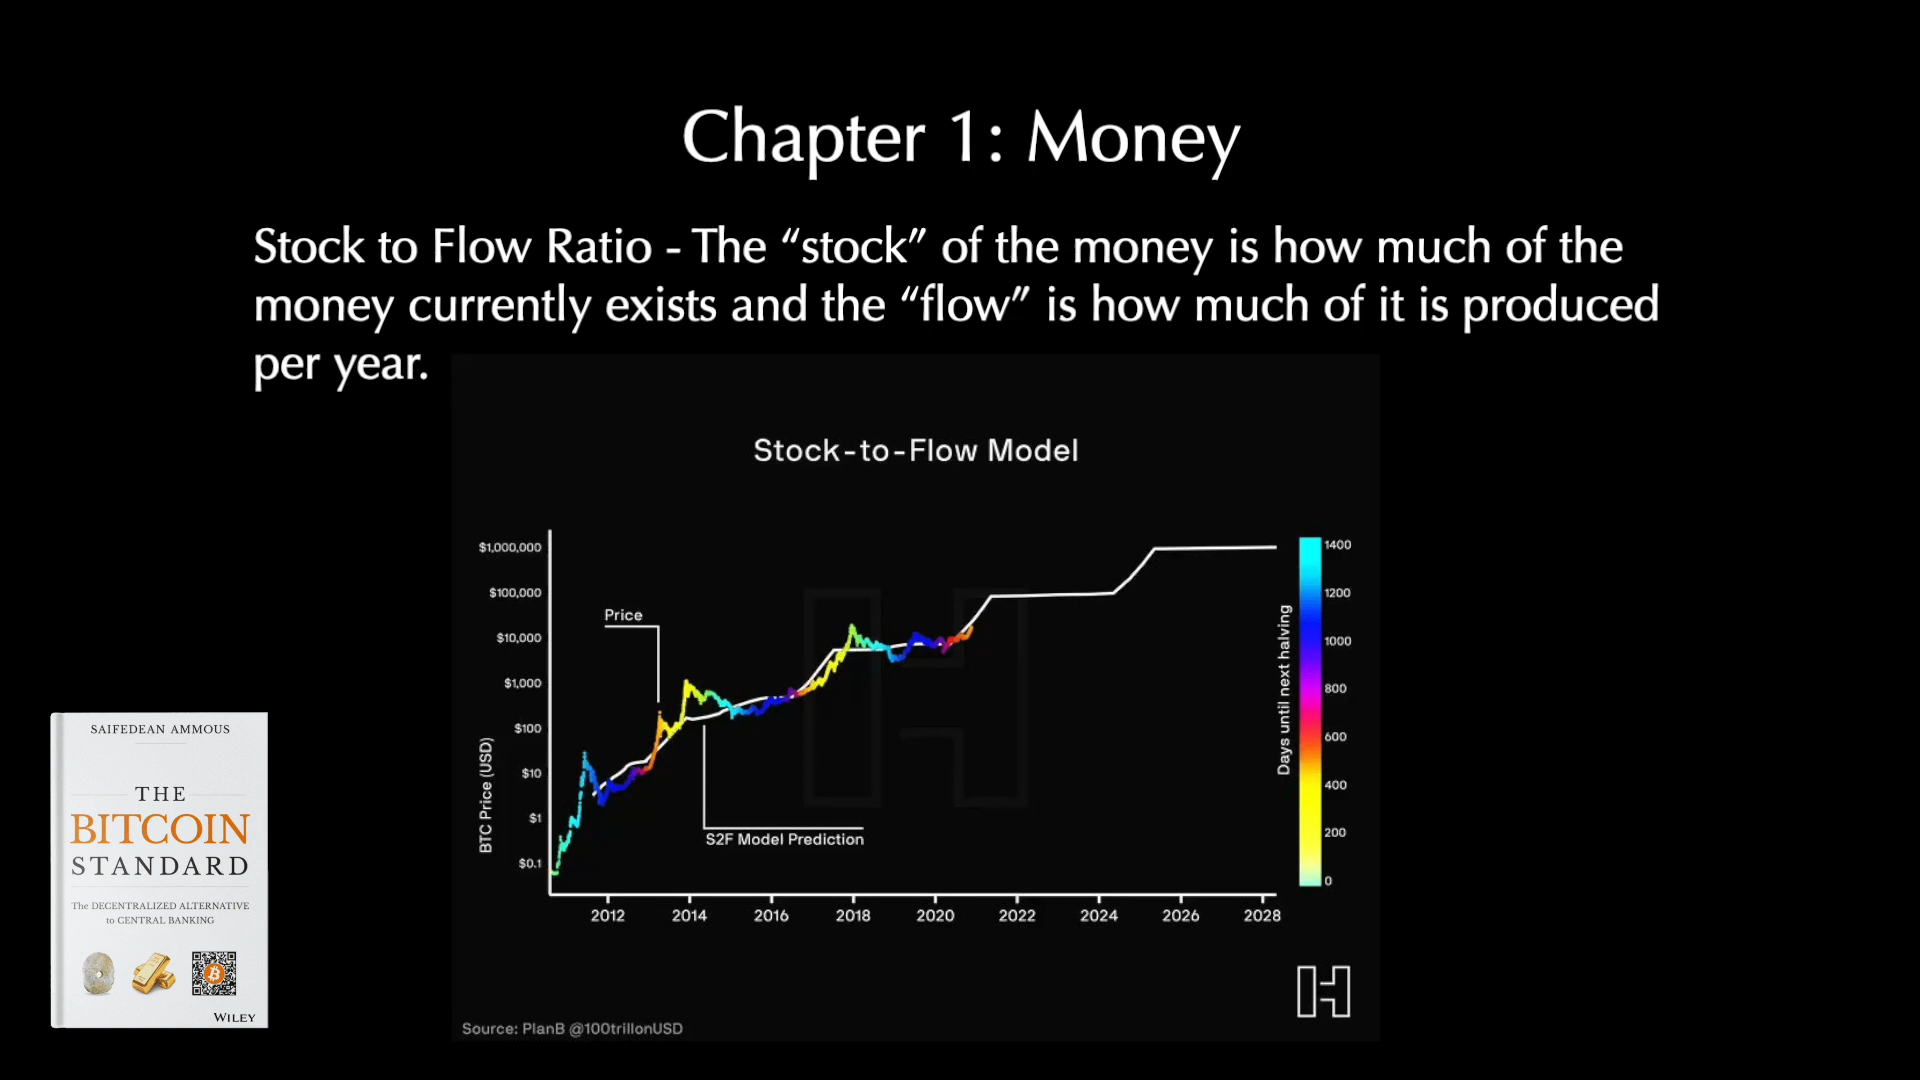 Chapter 1: Money
Stock to Flow Ratio - The “stock” of the money is how much of the
money currently exists and the “flow” is how much of it is produced
per year.
Stock-to-Flow Model
$1,000,000
$100,000
$10,000
$1,000
$100
$10
$1
$0.1
BTC Price (USD)
Price
S2F Model Prediction
2012 2014 2016 2018 2020 2022 2024 2026 2028
Days until next halving
1400
1200
1000
800
600
400
200
0
Source: PlanB @100trillonUSD
SAIFEDEAN AMMOUS
THE
BITCOIN
STANDARD
The DECENTRALIZED ALTERNATIVE
to CENTRAL BANKING
WILEY